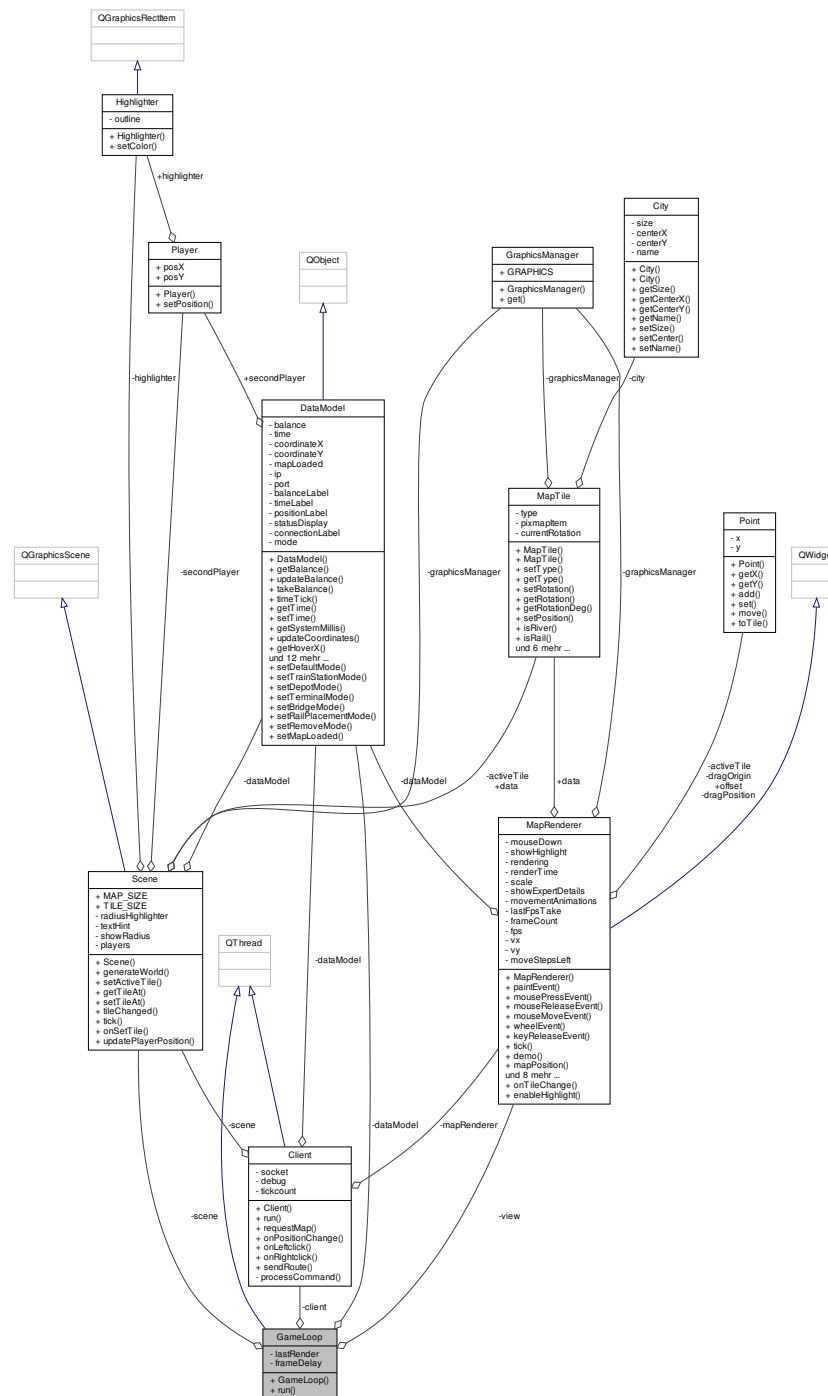 QGraphicsRectItem
Highlighter
- outline
+ Highlighter()
+ setColor()
+highlighter
Player
+ posX
+ posY
+ Player()
+ setPosition()
QObject
GraphicsManager
+ GRAPHICS
+ GraphicsManager()
+ get()
City
- size
- centerX
- centerY
- name
+ City()
+ City()
+ getSize()
+ getCenterX()
+ getCenterY()
+ getName()
+ setSize()
+ setCenter()
+ setName()
-highlighter
+secondPlayer
-graphicsManager
-city
DataModel
- balance
- time
- coordinateX
- coordinateY
- mapLoaded
- ip
- port
- balanceLabel
- timeLabel
- positionLabel
- statusDisplay
- connectionLabel
- mode
+ DataModel()
+ getBalance()
+ updateBalance()
+ takeBalance()
+ timeTick()
+ getTime()
+ setTime()
+ getSystemMillis()
+ updateCoordinates()
+ getHoverX()
und 12 mehr ...
+ setDefaultMode()
+ setTrainStationMode()
+ setDepotMode()
+ setTerminalMode()
+ setBridgeMode()
+ setRailPlacementMode()
+ setRemoveMode()
+ setMapLoaded()
MapTile
- type
- pixmapItem
- currentRotation
+ MapTile()
+ MapTile()
+ setType()
+ getType()
+ setRotation()
+ getRotation()
+ getRotationDeg()
+ setPosition()
+ isRiver()
+ isRail()
und 6 mehr ...
Point
- x
- y
+ Point()
+ getX()
+ getY()
+ add()
+ set()
+ move()
+ toTile()
QGraphicsScene
QWidg
-secondPlayer
-graphicsManager
-graphicsManager
-dataModel
-dataModel
-activeTile
+data
+data
-activeTile
-dragOrigin
+offset
-dragPosition
Scene
+ MAP_SIZE
+ TILE_SIZE
- radiusHighlighter
- textHint
- showRadius
- players
+ Scene()
+ generateWorld()
+ setActiveTile()
+ getTileAt()
+ setTileAt()
+ tileChanged()
+ tick()
+ onSetTile()
+ updatePlayerPosition()
QThread
-dataModel
MapRenderer
- mouseDown
- showHighlight
- rendering
- renderTime
- scale
- showExpertDetails
- movementAnimations
- lastFpsTake
- frameCount
- fps
- vx
- vy
- moveStepsLeft
+ MapRenderer()
+ paintEvent()
+ mousePressEvent()
+ mouseReleaseEvent()
+ mouseMoveEvent()
+ wheelEvent()
+ keyReleaseEvent()
+ tick()
+ demo()
+ mapPosition()
und 8 mehr ...
+ onTileChange()
+ enableHighlight()
-scene
-dataModel
-mapRenderer
Client
- socket
- debug
- tickcount
+ Client()
+ run()
+ requestMap()
+ onPositionChange()
+ onLeftclick()
+ onRightclick()
+ sendRoute()
- processCommand()
-scene
-view
-client
GameLoop
- lastRender
- frameDelay
+ GameLoop()
+ run()